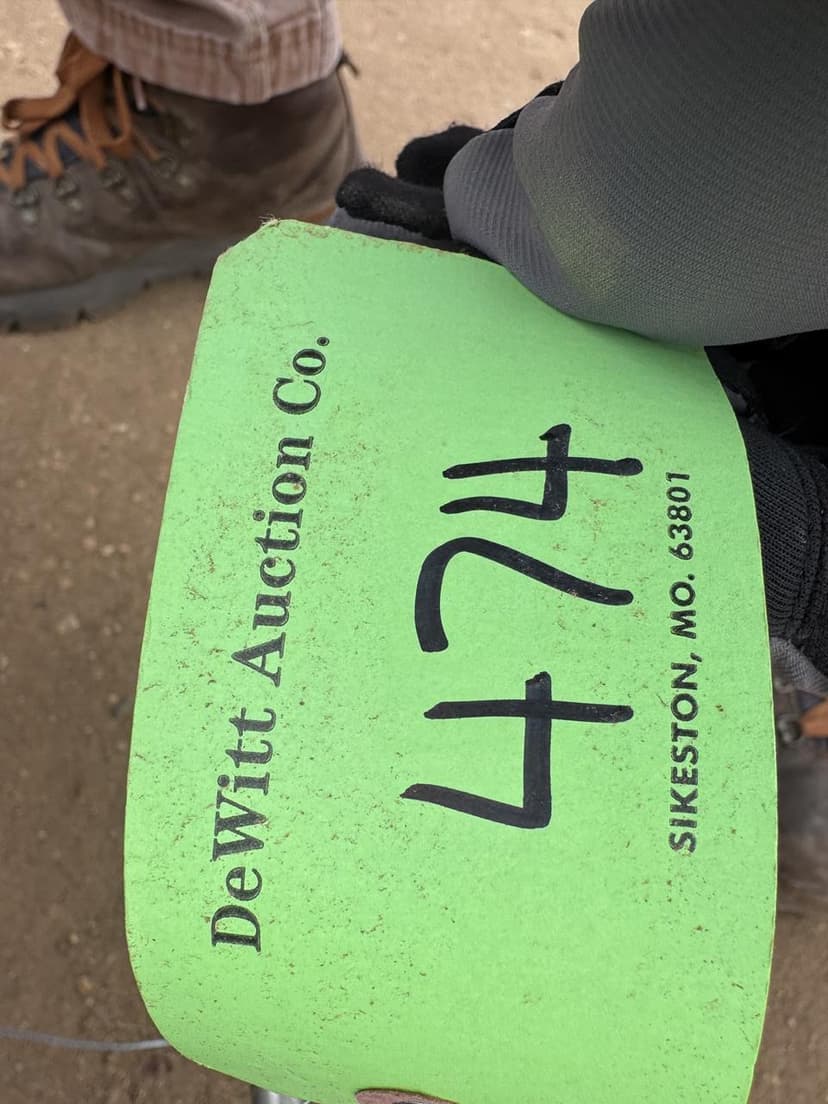 DeWitt Auction Co.
474
SIKESTON, MO. 63801